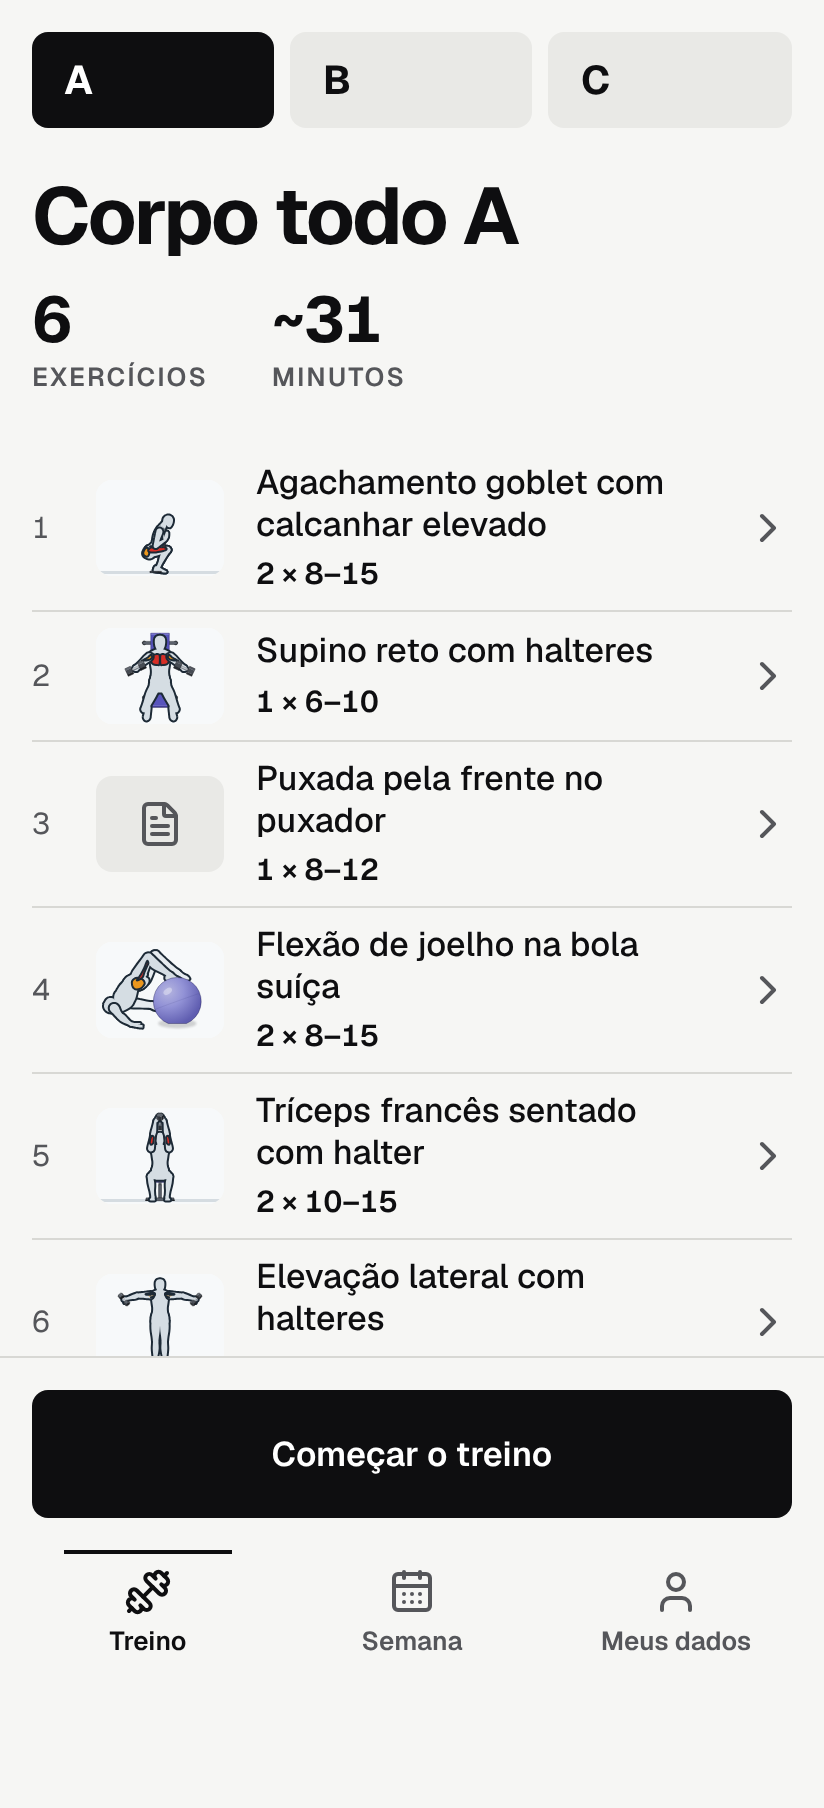 A
B
C
Corpo todo A
6
~31
EXERCÍCIOS
MINUTOS
1
Agachamento goblet com
calcanhar elevado
2 × 8–15
2
Supino reto com halteres
1 × 6–10
3
Puxada pela frente no
puxador
1 × 8–12
4
Flexão de joelho na bola
suíça
2 × 8–15
5
Tríceps francês sentado
com halter
2 × 10–15
6
Elevação lateral com
halteres
Começar o treino
Treino
Semana
Meus dados